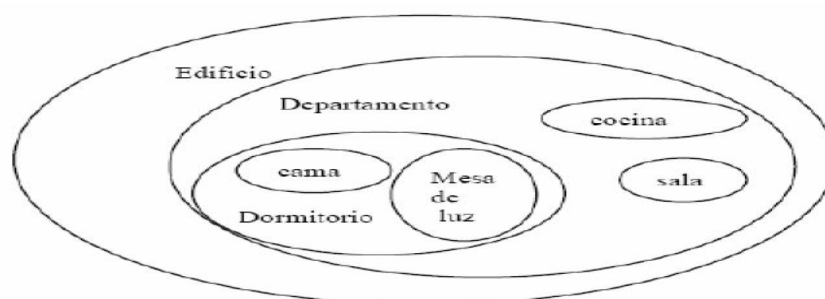 Edificio
Departamento
cocina
cama
Mesa
de
luz
sala
Dormitorio